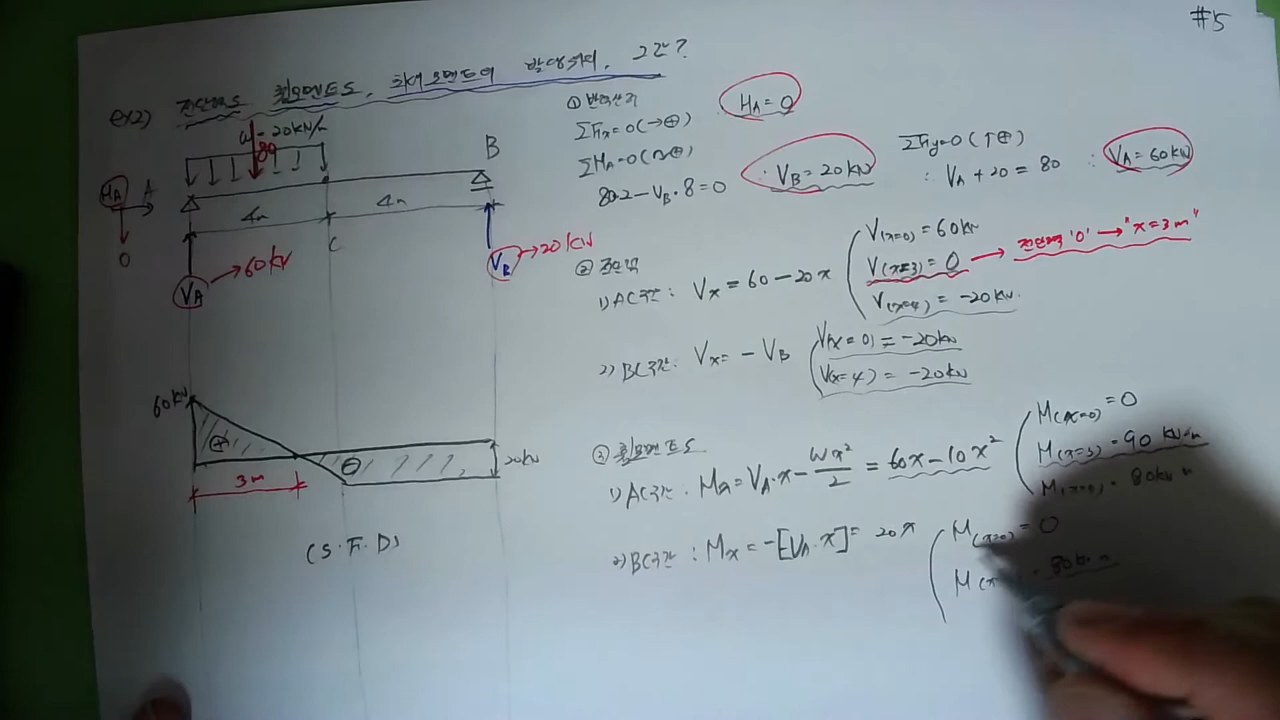 #5
ex2) 전단력도 휨모멘트도, 최대모멘트의 발생위치, 그값?
ω=20kN/m
80
B
HA
A
0
4m
4m
C
VA → 60kN
VB → 20kN
① 반력산정
ΣFx=0(→⊕)
HA=0
ΣMA=0(↷⊕)
80·2-VB·8=0
∴ VB=20kN
ΣFy=0(↑⊕)
: VA+20=80
∴ VA=60kN
② 전단력
1) AC구간: Vx=60-20x
V(x=0)=60kN
V(x=3)=0 → 전단력 '0' → "x=3m"
V(x=4)=-20kN.
2) BC구간: Vx=-VB
V(x=0)=-20kN
V(x=4)=-20kN
③ 휨모멘트도
1) AC구간. Mx=VA·x-ωx²/2=60x-10x²
M(x=0)=0
M(x=3)=90 kN·m
80kN m
2) BC구간: Mx=-[VA·x]=20x
M(x=0)=0
60kN
⊕
⊖
20kN
3m
(S.F.D)